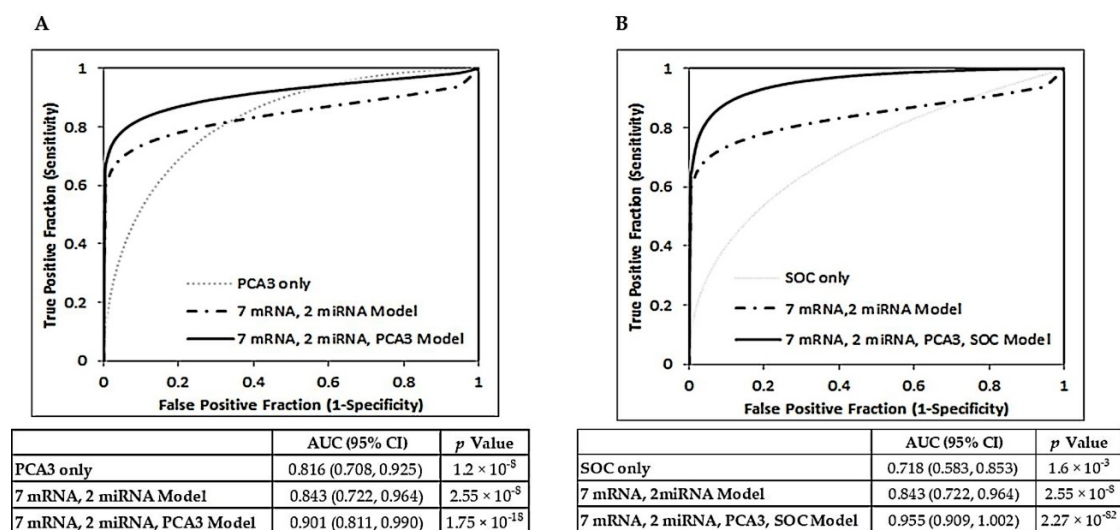 A
True Positive Fraction (Sensitivity)
1
0.8
0.6
0.4
0.2
0
PCA3 only
7 mRNA, 2 miRNA Model
7 mRNA, 2 miRNA, PCA3 Model
0 0.2 0.4 0.6 0.8 1
False Positive Fraction (1-Specificity)
AUC (95% CI) p Value
PCA3 only 0.816 (0.708, 0.925) 1.2 × 10⁻⁸
7 mRNA, 2 miRNA Model 0.843 (0.722, 0.964) 2.55 × 10⁻⁸
7 mRNA, 2 miRNA, PCA3 Model 0.901 (0.811, 0.990) 1.75 × 10⁻¹⁸
B
True Positive Fraction (Sensitivity)
1
0.8
0.6
0.4
0.2
0
SOC only
7 mRNA,2 miRNA Model
7 mRNA, 2 miRNA, PCA3, SOC Model
0 0.2 0.4 0.6 0.8 1
False Positive Fraction (1-Specificity)
AUC (95% CI) p Value
SOC only 0.718 (0.583, 0.853) 1.6 × 10⁻³
7 mRNA, 2miRNA Model 0.843 (0.722, 0.964) 2.55 × 10⁻⁸
7 mRNA, 2 miRNA, PCA3, SOC Model 0.955 (0.909, 1.002)